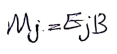 Mj = EjB